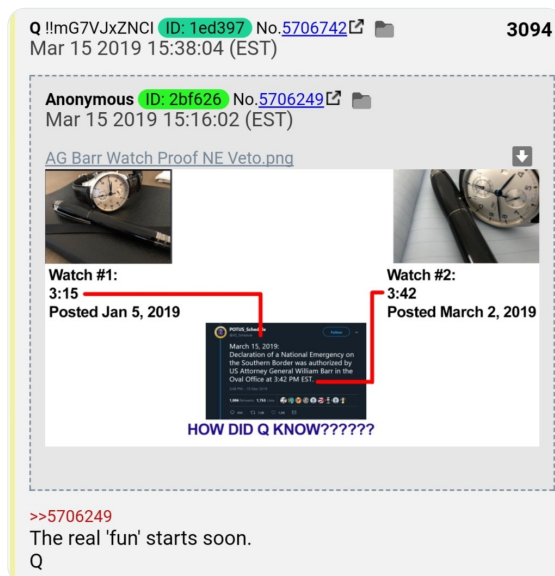 Q !!mG7VJxZNCI ID: 1ed397 No.5706742
3094
Mar 15 2019 15:38:04 (EST)
Anonymous ID: 2bf626 No.5706249
Mar 15 2019 15:16:02 (EST)
AG Barr Watch Proof NE Veto.png
Watch #1:
3:15
Posted Jan 5, 2019
Watch #2:
3:42
Posted March 2, 2019
POTUS_Schedule
Follow
March 15, 2019:
Declaration of a National Emergency on
the Southern Border was authorized by
US Attorney General William Barr in the
Oval Office at 3:42 PM EST.
HOW DID Q KNOW??????
>>5706249
The real 'fun' starts soon.
Q